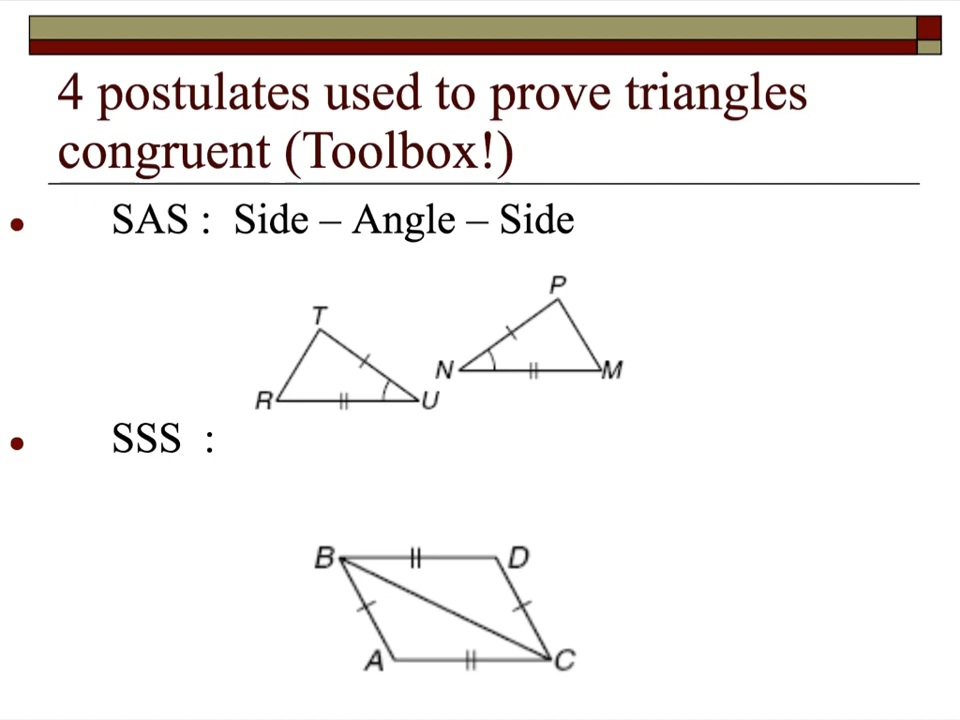 4 postulates used to prove triangles
congruent (Toolbox!)
• SAS : Side – Angle – Side
P
T
N
M
R
U
• SSS :
B
D
A
C